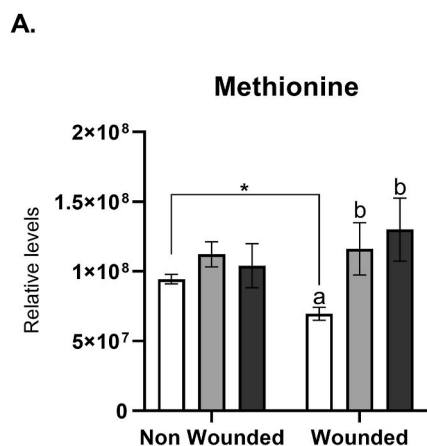 A.
Methionine
Relative levels
2×10⁸
1.5×10⁸
1×10⁸
5×10⁷
0
*
a
b
b
Non Wounded
Wounded